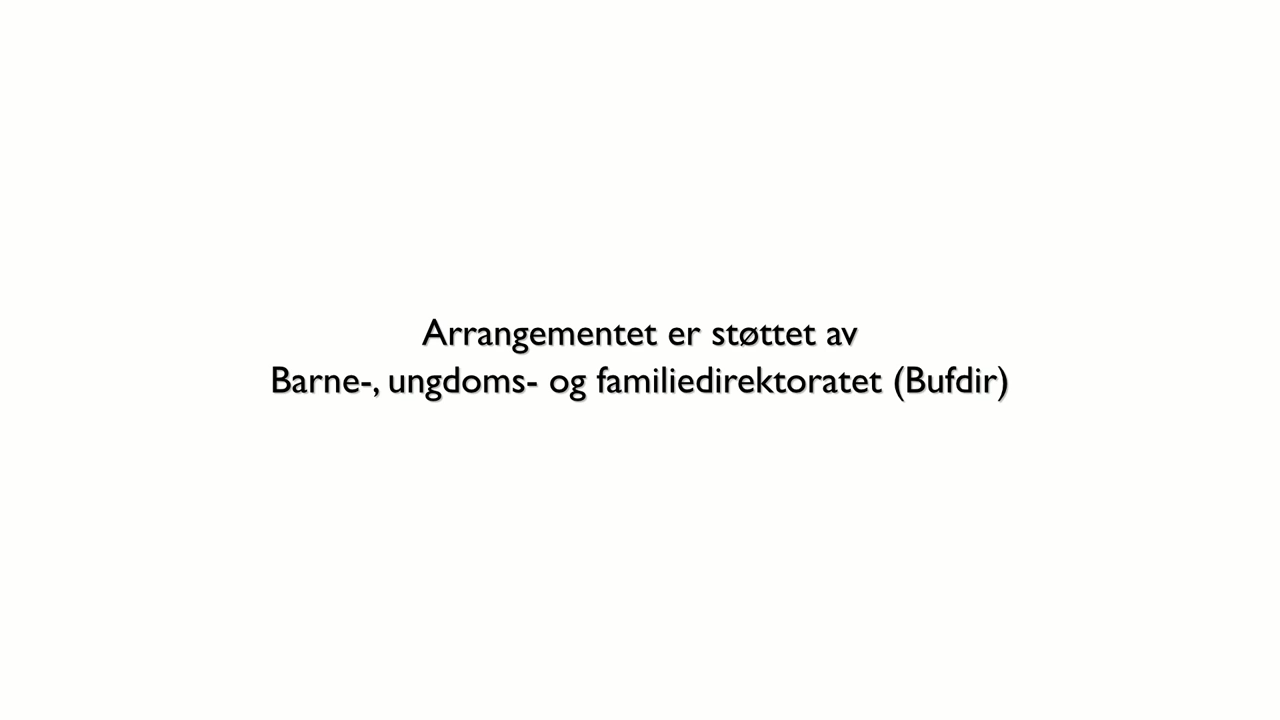 Arrangementet er støttet av
Barne-, ungdoms- og familiedirektoratet (Bufdir)